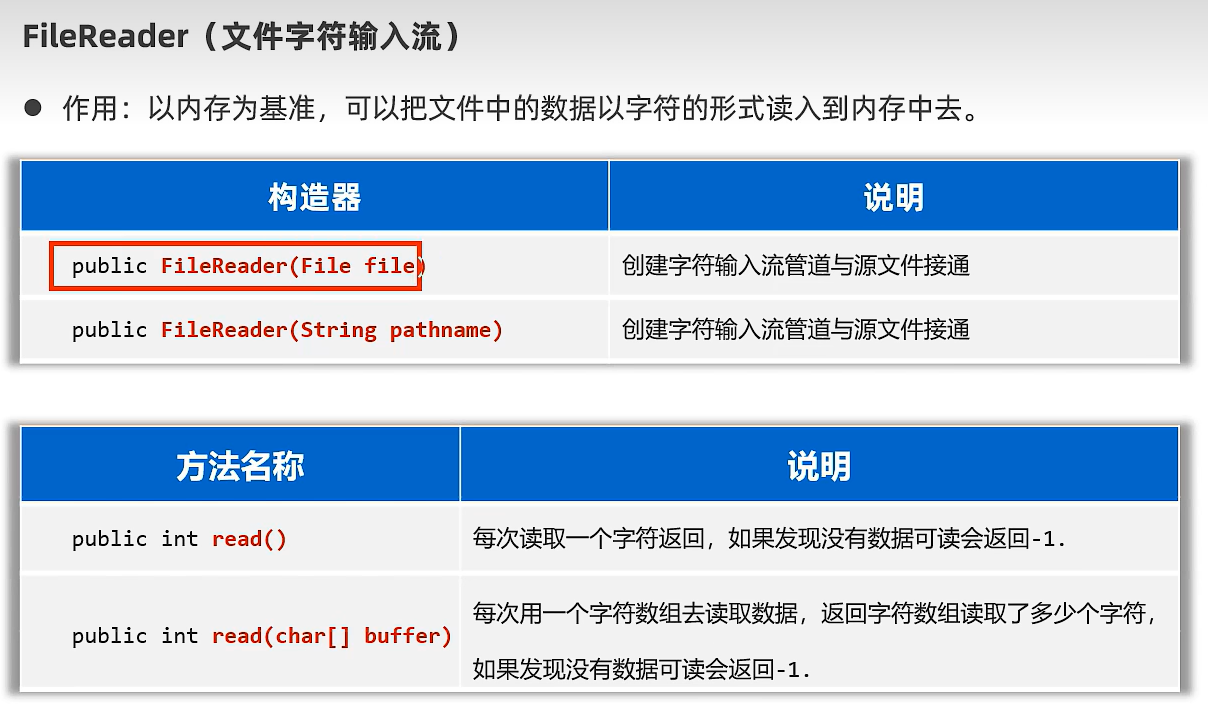 FileReader（文件字符输入流）
● 作用：以内存为基准，可以把文件中的数据以字符的形式读入到内存中去。
构造器 说明
public FileReader(File file) 创建字符输入流管道与源文件接通
public FileReader(String pathname) 创建字符输入流管道与源文件接通
方法名称 说明
public int read() 每次读取一个字符返回，如果发现没有数据可读会返回-1.
public int read(char[] buffer) 每次用一个字符数组去读取数据，返回字符数组读取了多少个字符，
如果发现没有数据可读会返回-1.